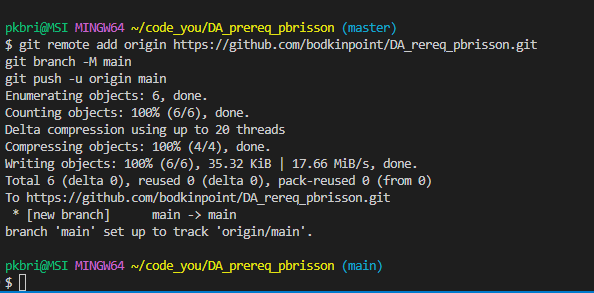 pkbri@MSI MINGW64 ~/code_you/DA_prereq_pbrisson (master)
$ git remote add origin https://github.com/bodkinpoint/DA_rereq_pbrisson.git
git branch -M main
git push -u origin main
Enumerating objects: 6, done.
Counting objects: 100% (6/6), done.
Delta compression using up to 20 threads
Compressing objects: 100% (4/4), done.
Writing objects: 100% (6/6), 35.32 KiB | 17.66 MiB/s, done.
Total 6 (delta 0), reused 0 (delta 0), pack-reused 0 (from 0)
To https://github.com/bodkinpoint/DA_rereq_pbrisson.git
 * [new branch]      main -> main
branch 'main' set up to track 'origin/main'.
pkbri@MSI MINGW64 ~/code_you/DA_prereq_pbrisson (main)
$